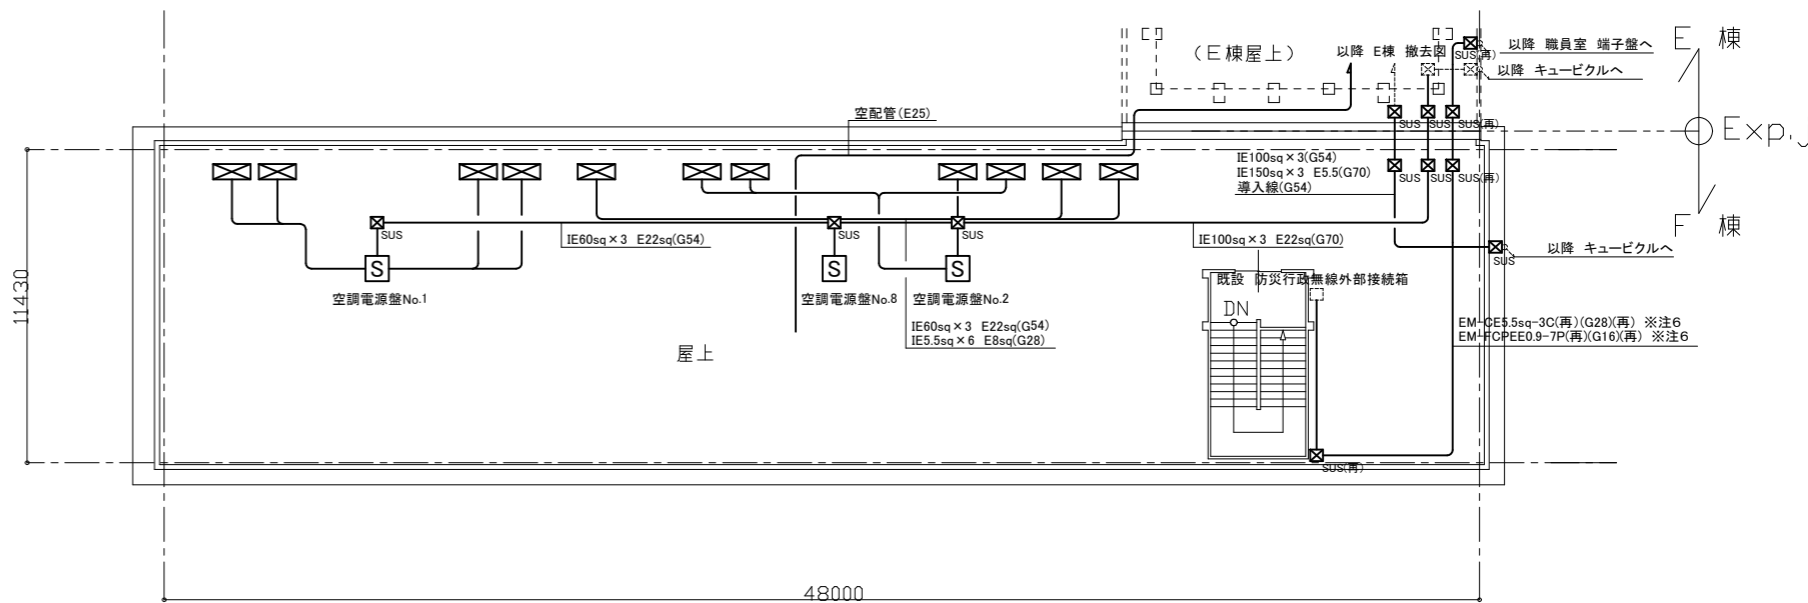 E 棟
(E棟屋上)
以降 E棟 撤去図
以降 職員室 端子盤へ
SUS(再)
以降 キュービクルへ
空配管(E25)
SUS
SUS
SUS(再)
Exp.J
IE100sq×3(G54)
IE150sq×3 E5.5(G70)
導入線(G54)
SUS
SUS
SUS(再)
F 棟
SUS
IE60sq×3 E22sq(G54)
SUS
SUS
IE100sq×3 E22sq(G70)
SUS
以降 キュービクルへ
S
S
S
空調電源盤No.1
空調電源盤No.8
空調電源盤No.2
既設 防災行政無線外部接続箱
DN
IE60sq×3 E22sq(G54)
IE5.5sq×6 E8sq(G28)
EM-CE5.5sq-3C(再)(G28)(再) ※注6
EM-FCPEE0.9-7P(再)(G16)(再) ※注6
11430
屋上
SUS(再)
48000